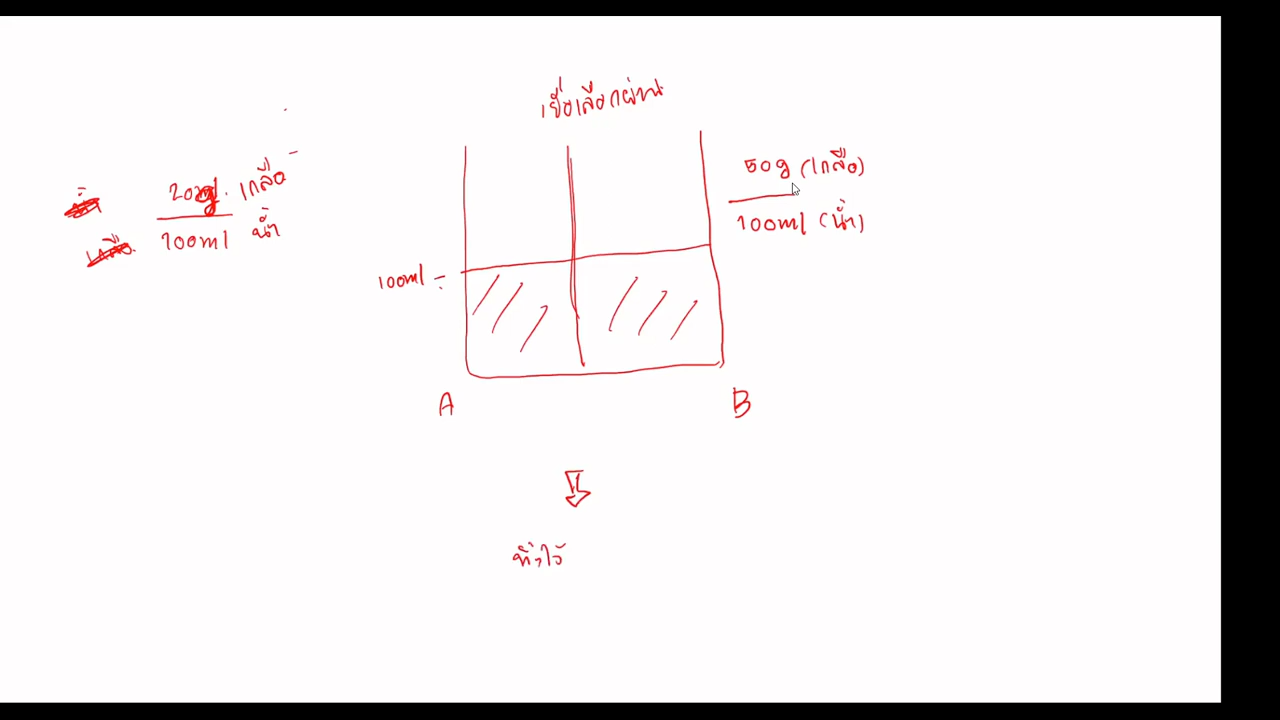 เยื่อเลือกผ่าน
20g. เกลือ
100ml น้ำ
50g (เกลือ)
100ml (น้ำ)
100ml
A
B
ทิ้งไว้